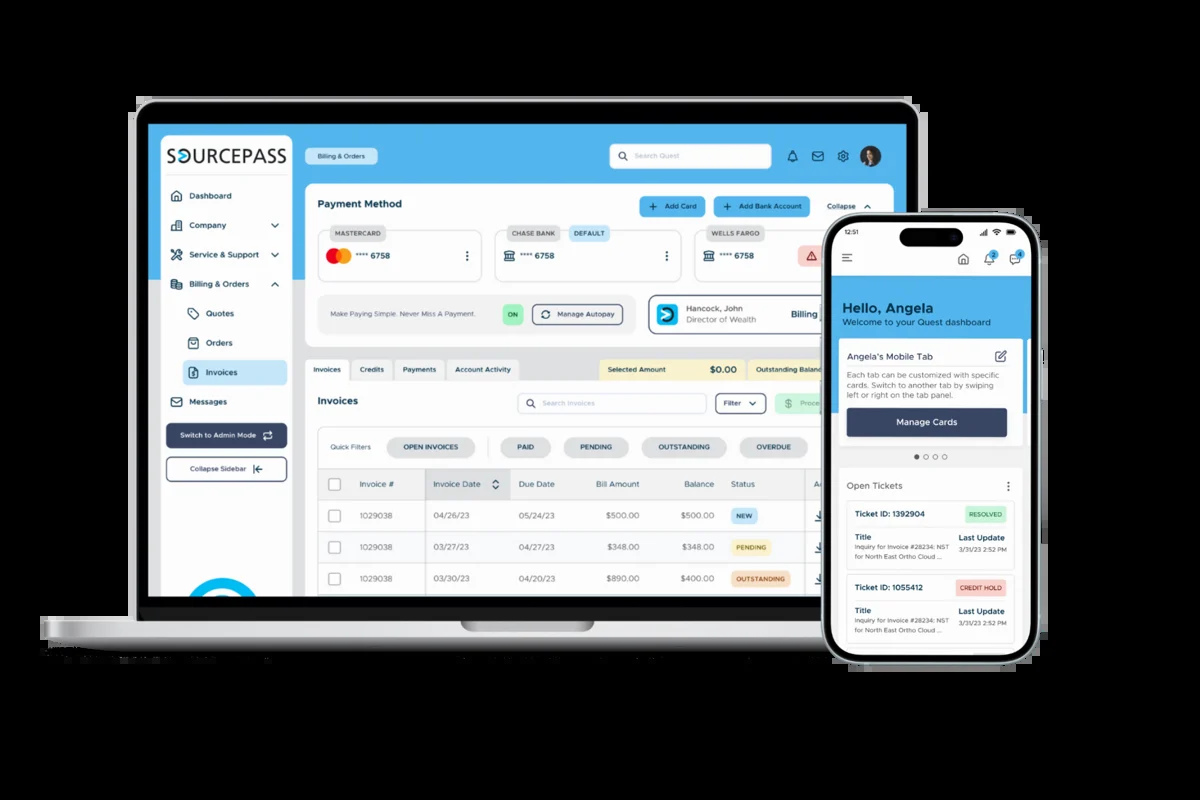 SOURCEPASS
Dashboard
Company
Service & Support
Billing & Orders
Quotes
Orders
Invoices
Messages
Switch to Admin Mode
Collapse Sidebar
Billing & Orders
Search Quest
Payment Method
Add Card
Add Bank Account
Collapse
MASTERCARD
**** 6758
CHASE BANK
DEFAULT
**** 6758
WELLS FARGO
**** 6758
Make Paying Simple. Never Miss A Payment.
ON
Manage Autopay
Hancock, John
Director of Wealth
Billing
Invoices
Credits
Payments
Account Activity
Selected Amount
$0.00
Outstanding Balan
Invoices
Search Invoices
Filter
$
Quick Filters
OPEN INVOICES
PAID
PENDING
OUTSTANDING
OVERDUE
Invoice # Invoice Date Due Date Bill Amount Balance Status
1029038 04/26/23 05/24/23 $500.00 $500.00 NEW
1029038 03/27/23 04/27/23 $348.00 $348.00 PENDING
1029038 03/30/23 04/20/23 $890.00 $400.00 OUTSTANDING
12:51
2
4
Hello, Angela
Welcome to your Quest dashboard
Angela's Mobile Tab
Each tab can be customized with specific
cards. Switch to another tab by swiping
left or right on the tab panel.
Manage Cards
Open Tickets
Ticket ID: 1392904
RESOLVED
Title
Inquiry for Invoice #28234: NST
for North East Ortho Cloud ...
Last Update
3/31/23 2:52 PM
Ticket ID: 1055412
CREDIT HOLD
Title
Inquiry for Invoice #28234: NST
for North East Ortho Cloud ...
Last Update
3/31/23 2:52 PM